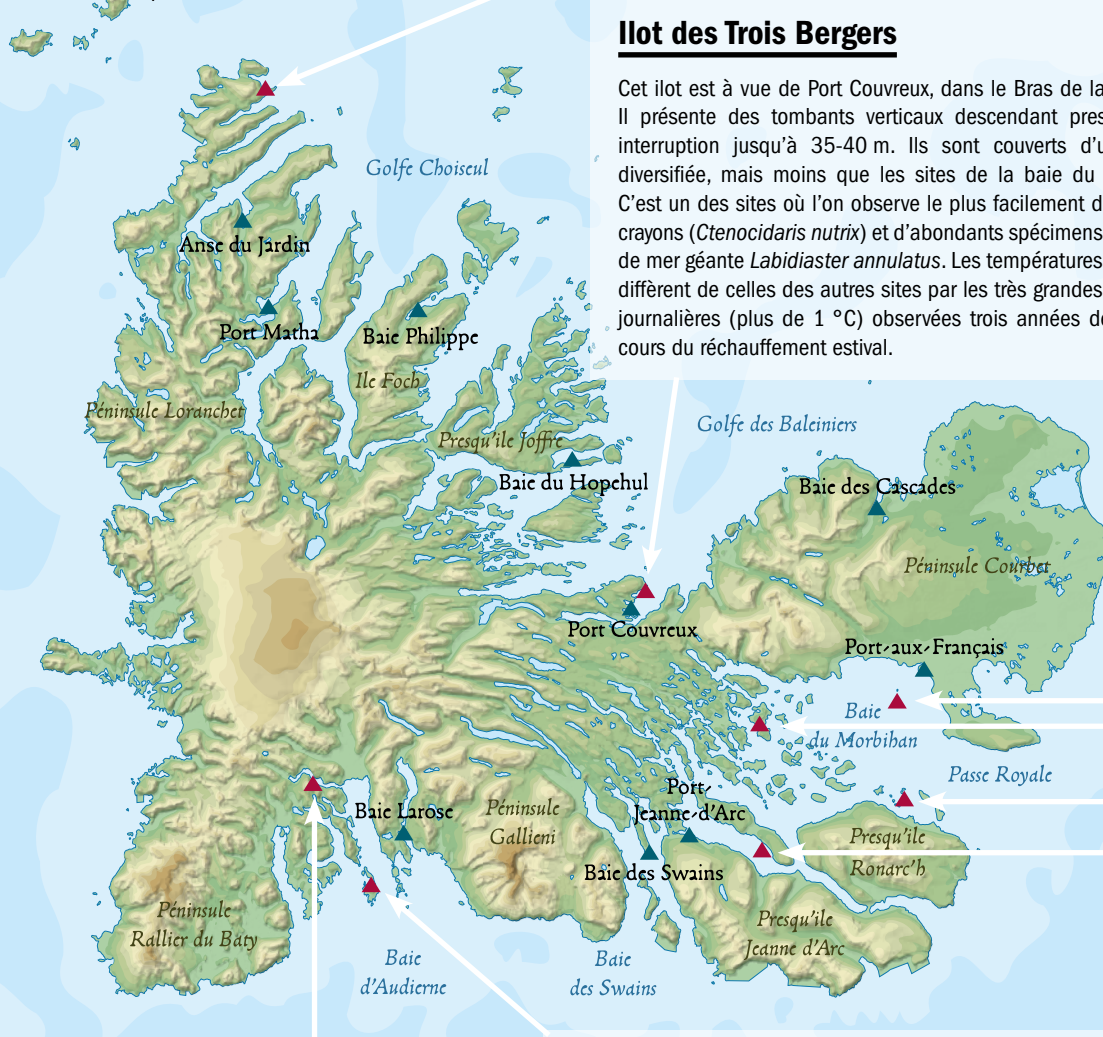 Ilot des Trois Bergers
Cet ilot est à vue de Port Couvreux, dans le Bras de la
Il présente des tombants verticaux descendant pres
interruption jusqu'à 35-40 m. Ils sont couverts d'u
diversifiée, mais moins que les sites de la baie du
C'est un des sites où l'on observe le plus facilement d
crayons (Ctenocidaris nutrix) et d'abondants spécimens
de mer géante Labidiaster annulatus. Les températures
diffèrent de celles des autres sites par les très grandes
journalières (plus de 1 °C) observées trois années de
cours du réchauffement estival.
Golfe Choiseul
Anse du Jardin
Port Matha
Baie Philippe
Ile Foch
Péninsule Loranchet
Presqu'ile Joffre
Golfe des Baleiniers
Baie du Hopehul
Baie des Cascades
Péninsule Courbet
Port Couvreux
Port-aux-Français
Baie
du Morbihan
Passe Royale
Port-
Jeanne-d'Arc
Baie Larose
Péninsule
Gallieni
Presqu'ile
Ronarc'h
Baie des Swains
Péninsule
Rallier du Baty
Presqu'ile
Jeanne d'Arc
Baie
d'Audierne
Baie
des Swains